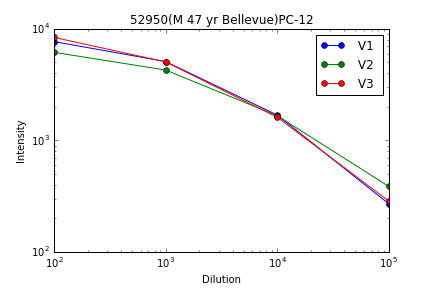 52950(M 47 yr Bellevue)PC-12
10^4
10^3
10^2
Intensity
10^2 10^3 10^4 10^5
Dilution
V1
V2
V3